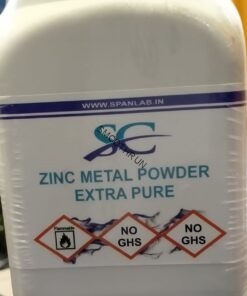 WWW.SPANLAB.IN
SC
ZINC METAL POWDER
EXTRA PURE
Flammable
NO
GHS
NO
GHS